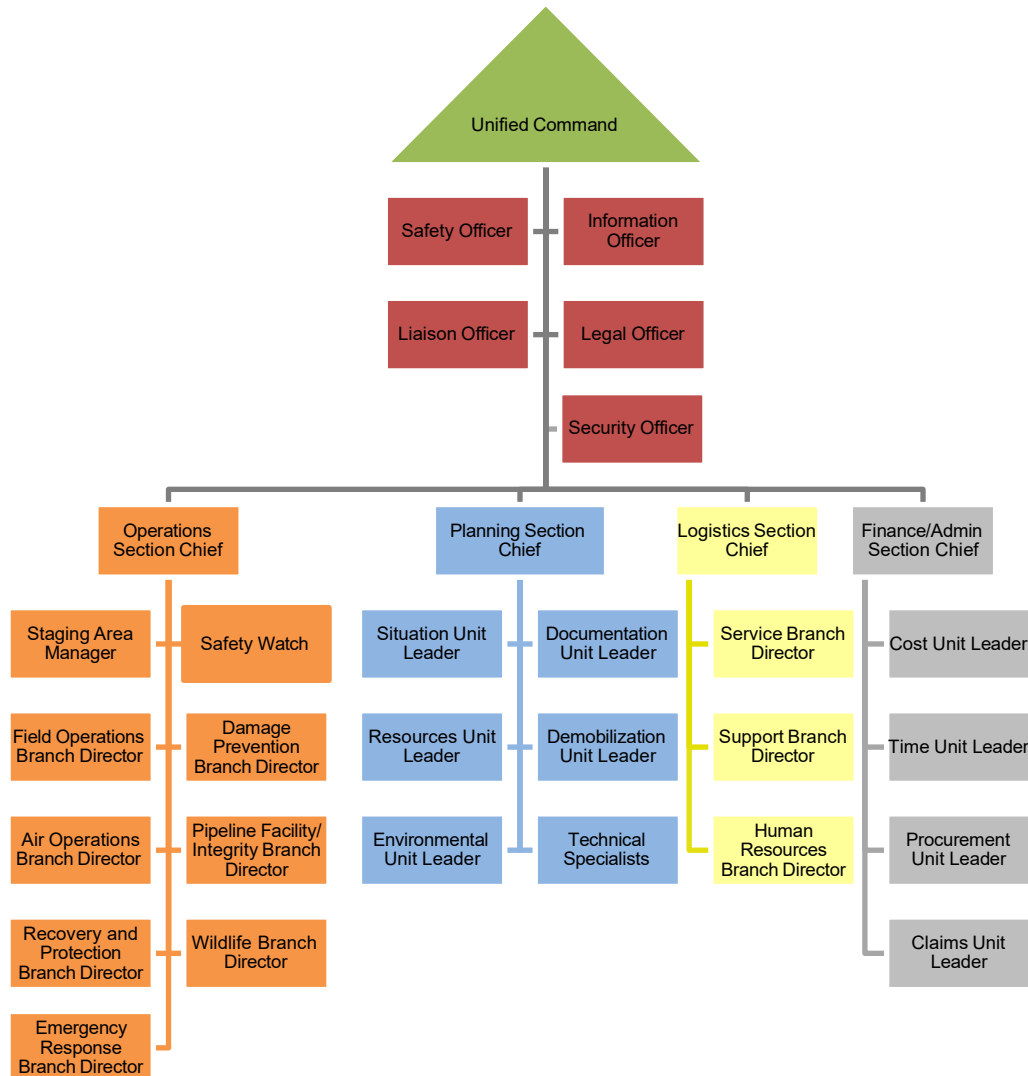 Unified Command
Safety Officer
Information
Officer
Liaison Officer
Legal Officer
Security Officer
Operations
Section Chief
Planning Section
Chief
Logistics Section
Chief
Finance/Admin
Section Chief
Staging Area
Manager
Safety Watch
Field Operations
Branch Director
Damage
Prevention
Branch Director
Air Operations
Branch Director
Pipeline Facility/
Integrity Branch
Director
Recovery and
Protection
Branch Director
Wildlife Branch
Director
Emergency
Response
Branch Director
Situation Unit
Leader
Documentation
Unit Leader
Resources Unit
Leader
Demobilization
Unit Leader
Environmental
Unit Leader
Technical
Specialists
Service Branch
Director
Support Branch
Director
Human
Resources
Branch Director
Cost Unit Leader
Time Unit Leader
Procurement
Unit Leader
Claims Unit
Leader